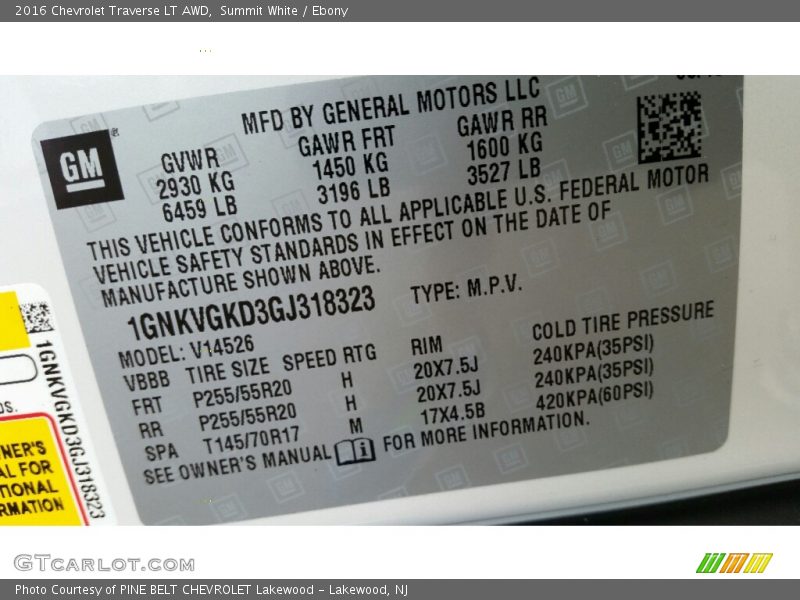 2016 Chevrolet Traverse LT AWD,  Summit White / Ebony
MFD BY GENERAL MOTORS LLC
GM ®
GVWR GAWR FRT GAWR RR
2930 KG 1450 KG 1600 KG
6459 LB 3196 LB 3527 LB
THIS VEHICLE CONFORMS TO ALL APPLICABLE U.S. FEDERAL MOTOR
VEHICLE SAFETY STANDARDS IN EFFECT ON THE DATE OF
MANUFACTURE SHOWN ABOVE.
1GNKVGKD3GJ318323 TYPE: M.P.V.
MODEL: V14526
VBBB TIRE SIZE SPEED RTG RIM COLD TIRE PRESSURE
FRT P255/55R20 H 20X7.5J 240KPA(35PSI)
RR P255/55R20 H 20X7.5J 240KPA(35PSI)
SPA T145/70R17 M 17X4.5B 420KPA(60PSI)
SEE OWNER'S MANUAL FOR MORE INFORMATION.
1GNKVGKD3GJ318323
GTCARLOT.COM
Photo Courtesy of PINE BELT CHEVROLET Lakewood - Lakewood, NJ